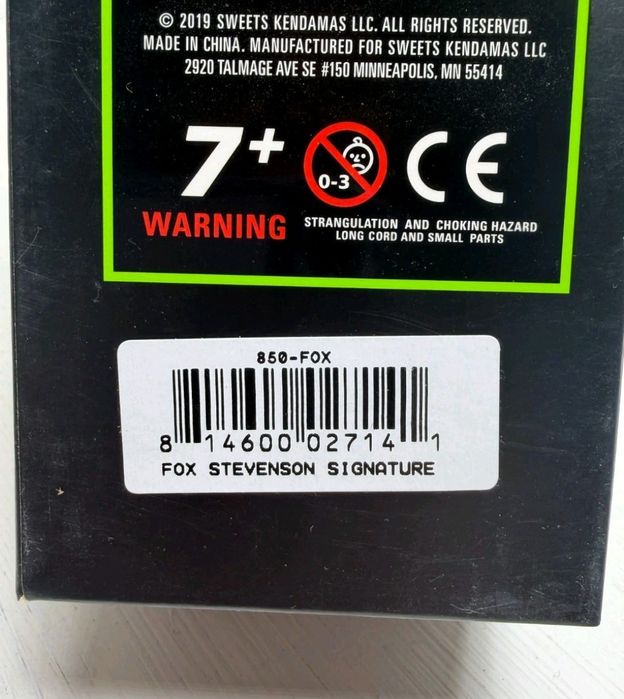 © 2019 SWEETS KENDAMAS LLC. ALL RIGHTS RESERVED.
MADE IN CHINA. MANUFACTURED FOR SWEETS KENDAMAS LLC
2920 TALMAGE AVE SE #150 MINNEAPOLIS, MN 55414
7+ 0-3 CE
WARNING STRANGULATION AND CHOKING HAZARD
LONG CORD AND SMALL PARTS
850-FOX
8 14600 02714 1
FOX STEVENSON SIGNATURE